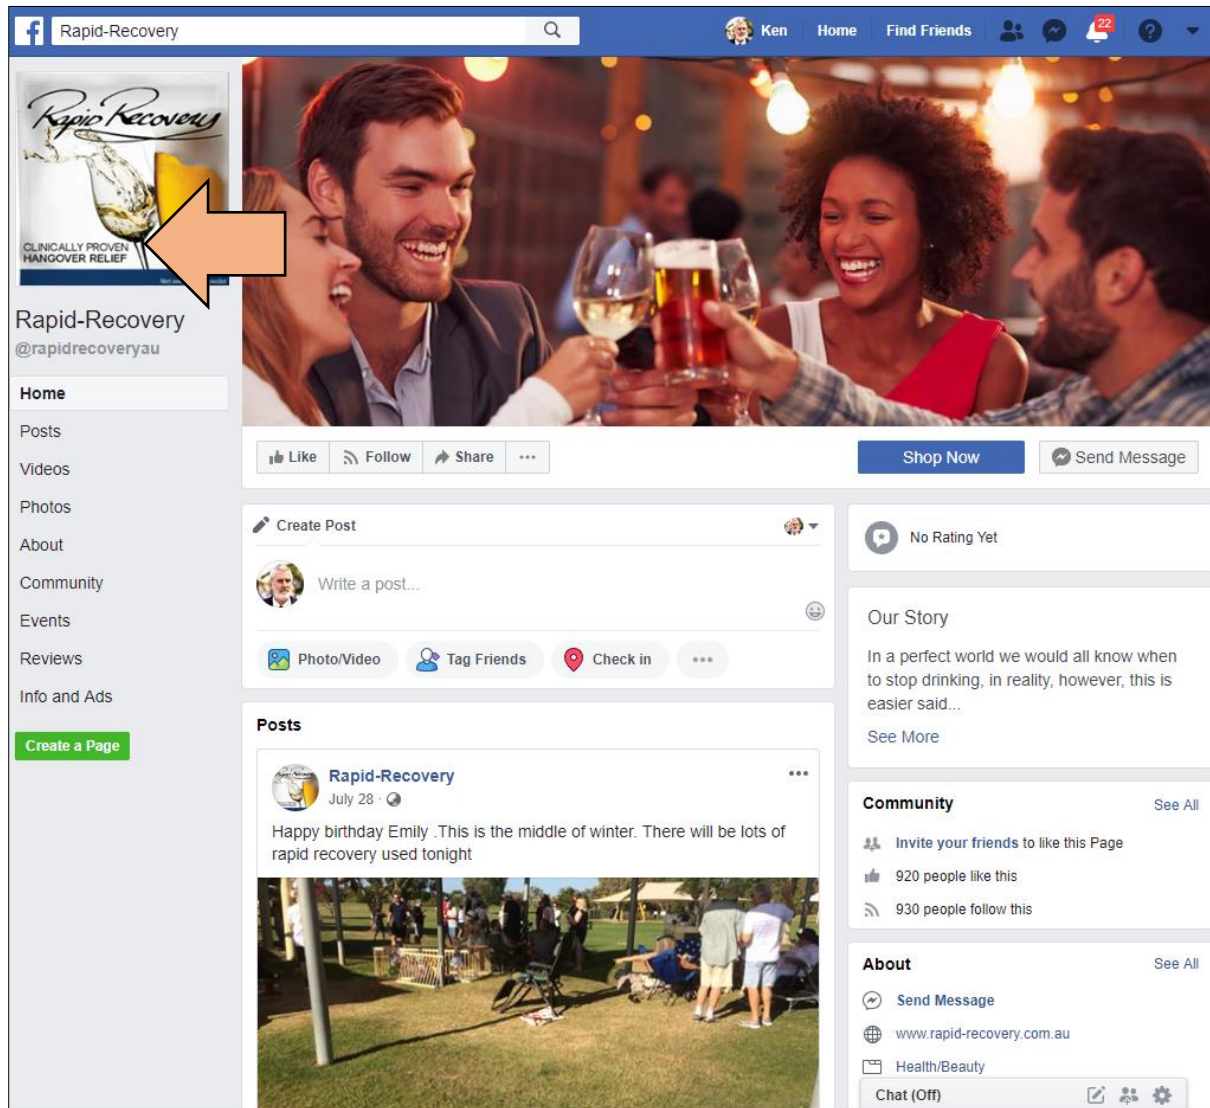 Rapid-Recovery
Ken
Home
Find Friends
22
Rapid Recovery
CLINICALLY PROVEN
HANGOVER RELIEF
Rapid-Recovery
@rapidrecoveryau
Home
Posts
Videos
Photos
About
Community
Events
Reviews
Info and Ads
Create a Page
Like
Follow
Share
Shop Now
Send Message
Create Post
Write a post...
Photo/Video
Tag Friends
Check in
Posts
Rapid-Recovery
July 28
Happy birthday Emily .This is the middle of winter. There will be lots of
rapid recovery used tonight
No Rating Yet
Our Story
In a perfect world we would all know when
to stop drinking, in reality, however, this is
easier said...
See More
Community
See All
Invite your friends to like this Page
920 people like this
930 people follow this
About
See All
Send Message
www.rapid-recovery.com.au
Health/Beauty
Chat (Off)